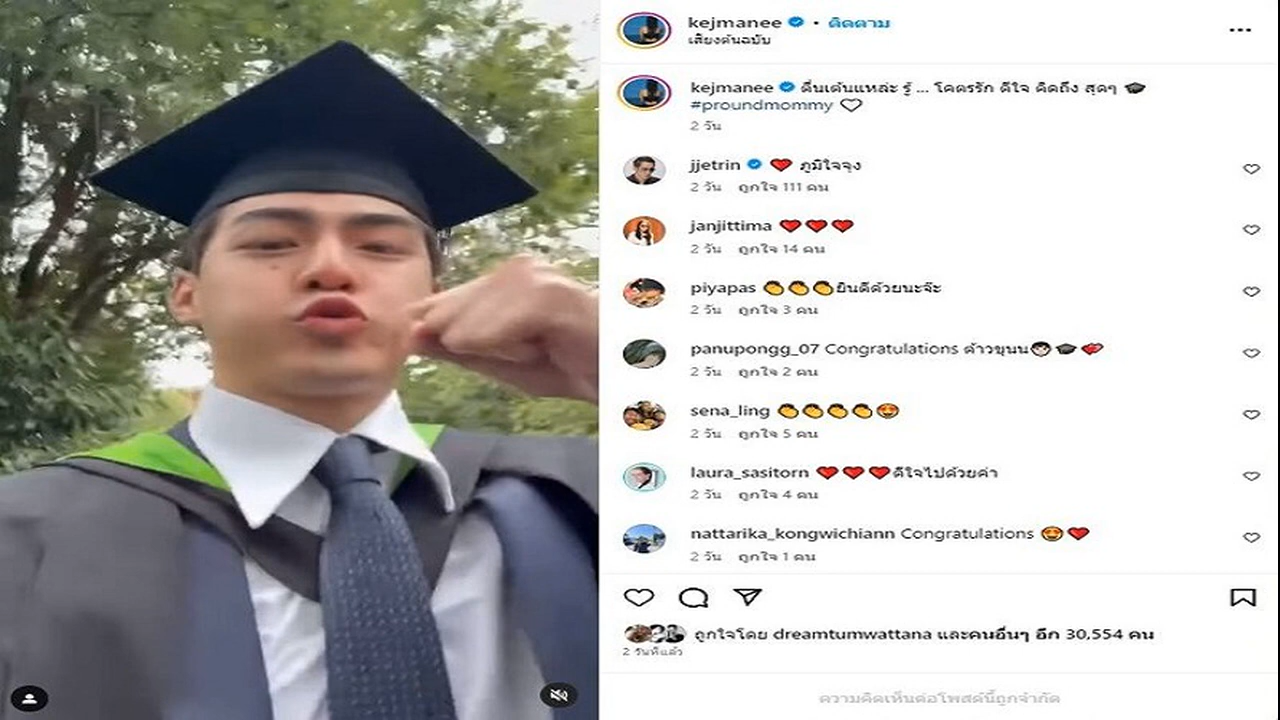 kejmanee • ติดตาม
เสียงต้นฉบับ
kejmanee ตื่นเต้นแหล่ะ รู้ ... โคตรรัก ดีใจ คิดถึง สุดๆ 🎓
#proundmommy 🤍
2 วัน
jjetrin ❤️ ภูมิใจจุง
2 วัน ถูกใจ 111 คน
janjittima ❤️❤️❤️
2 วัน ถูกใจ 14 คน
piyapas 👏👏👏ยินดีด้วยนะจ๊ะ
2 วัน ถูกใจ 3 คน
panupongg_07 Congratulations ต้าวขุนน👦🏻🎓💝
2 วัน ถูกใจ 2 คน
sena_ling 👏👏👏👏😍
2 วัน ถูกใจ 5 คน
laura_sasitorn ❤️❤️❤️ดีใจไปด้วยค่า
2 วัน ถูกใจ 4 คน
nattarika_kongwichiann Congratulations 😍❤️
2 วัน ถูกใจ 1 คน
ถูกใจโดย dreamtumwattana และคนอื่นๆ อีก 30,554 คน
2 วันที่แล้ว
ความคิดเห็นต่อโพสต์นี้ถูกจำกัด